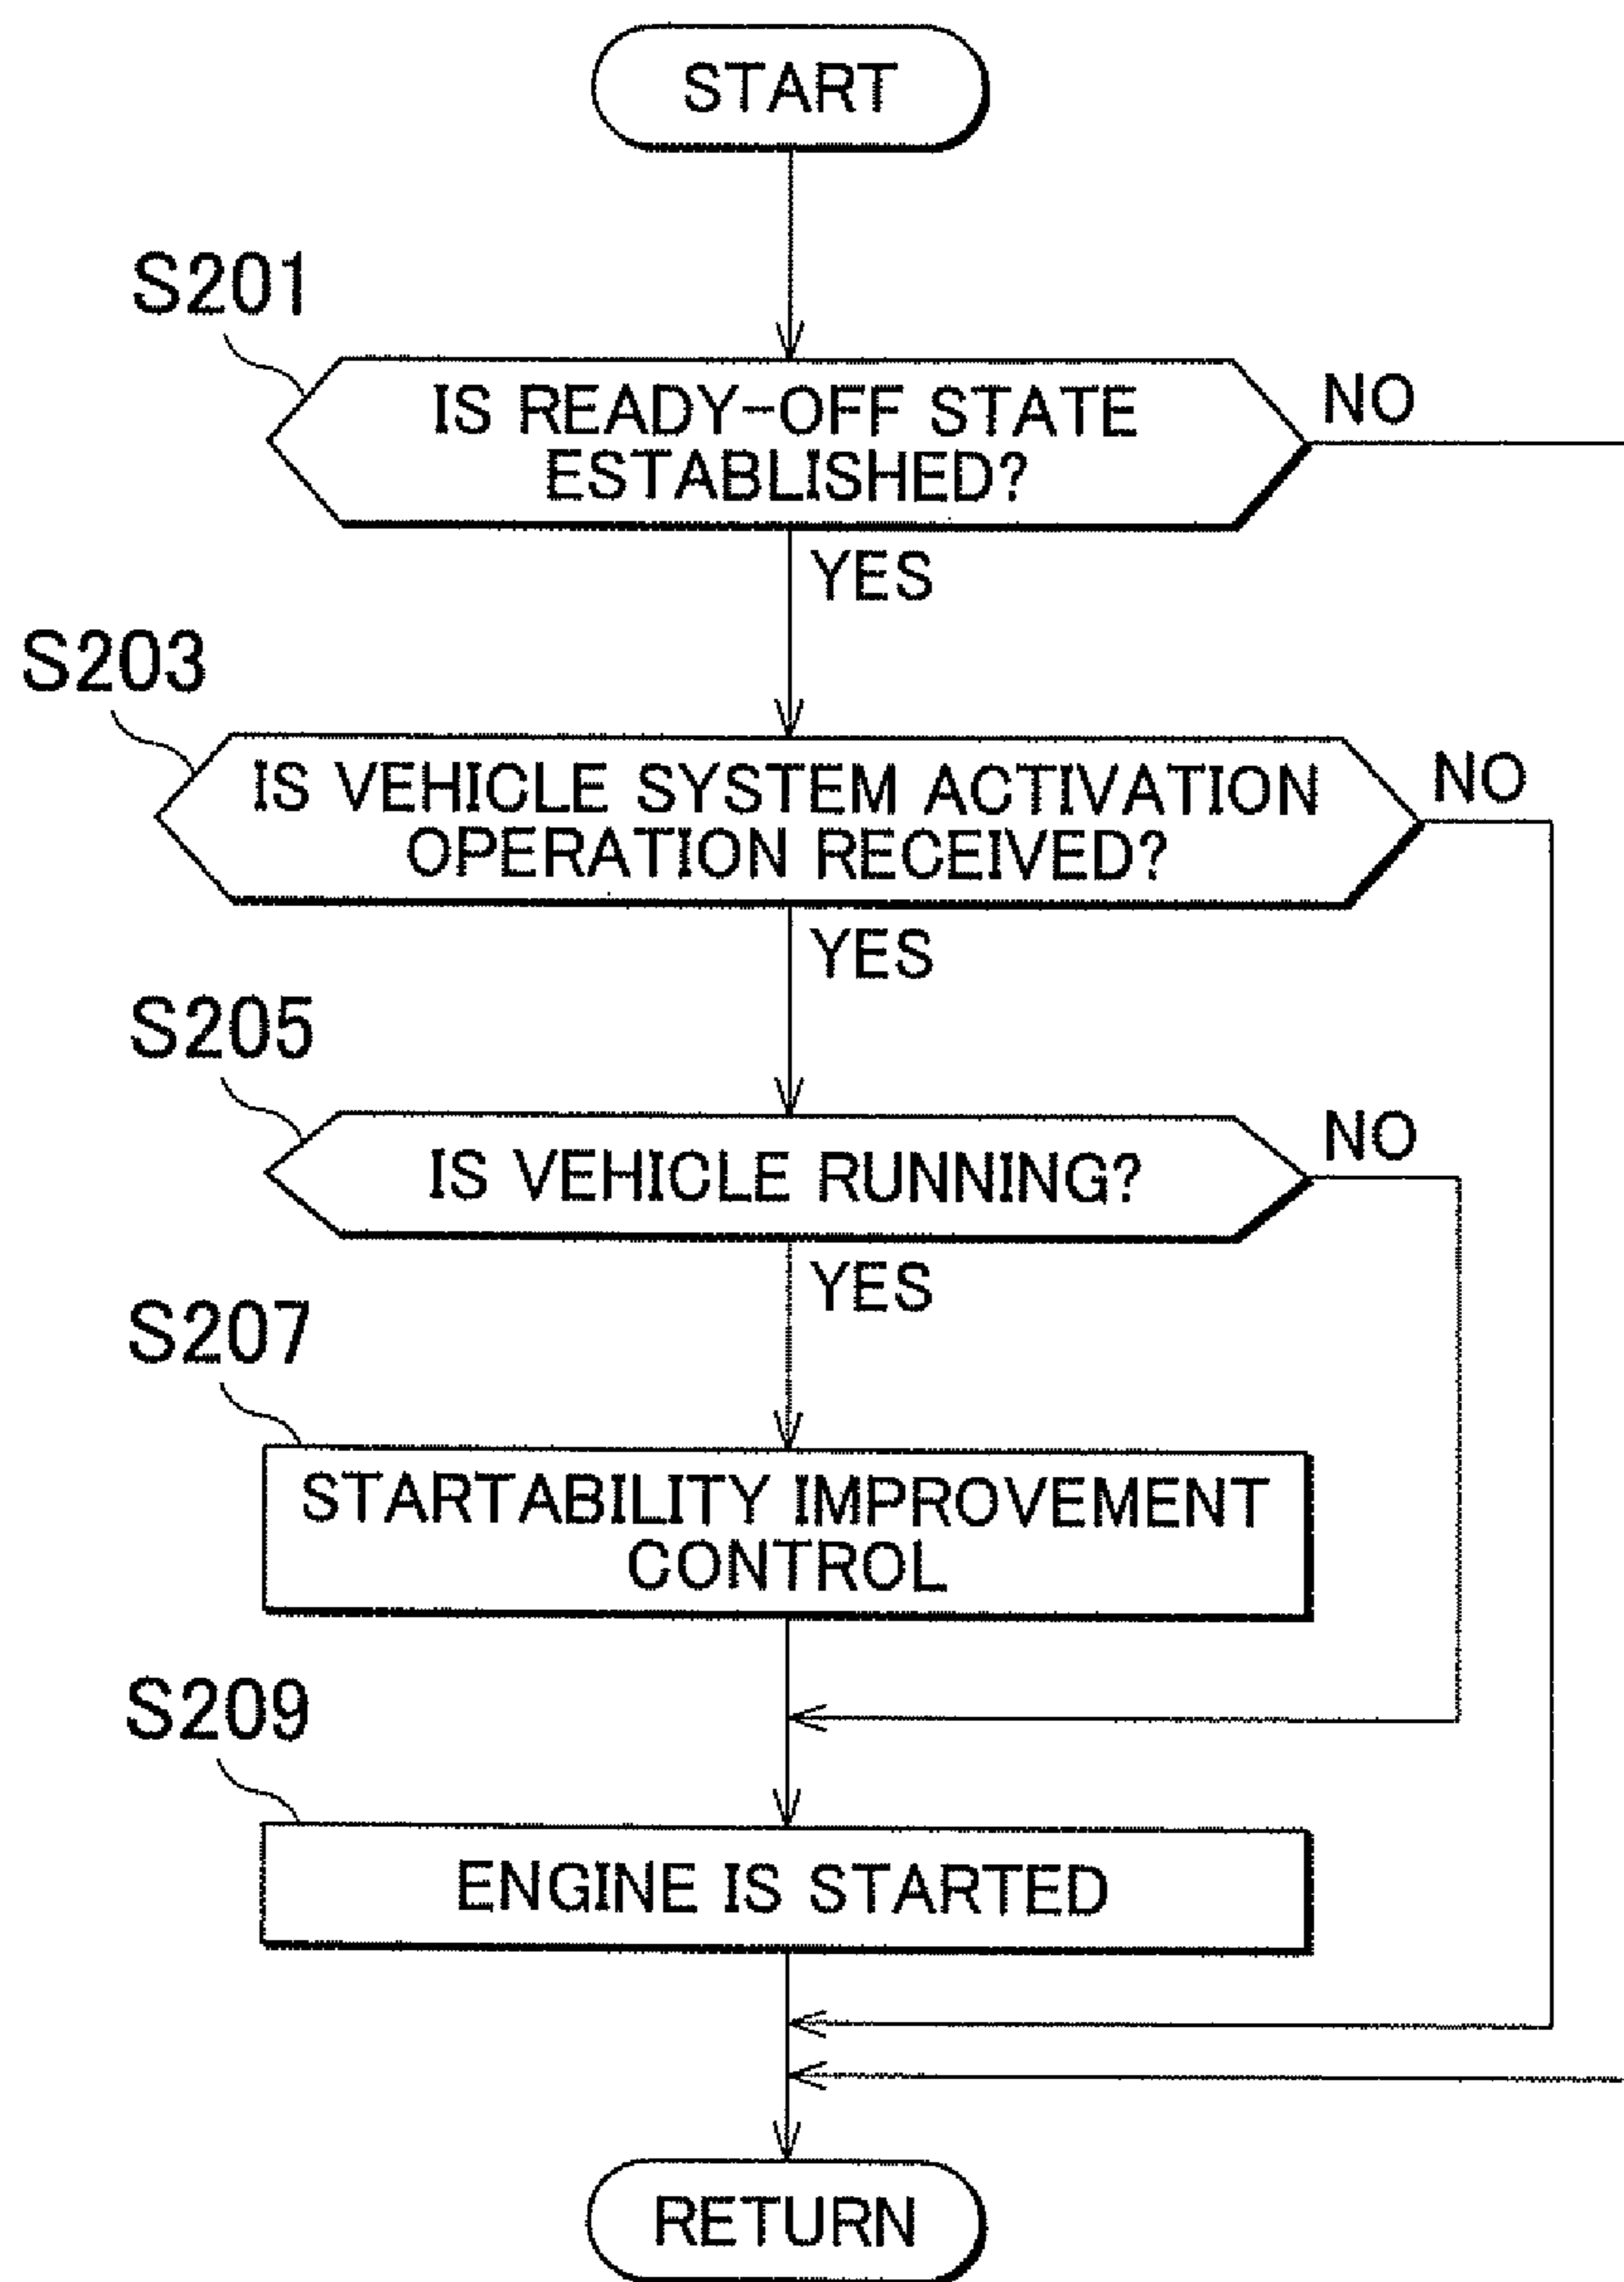 START
S201
IS READY-OFF STATE
ESTABLISHED?
NO
YES
S203
IS VEHICLE SYSTEM ACTIVATION
OPERATION RECEIVED?
NO
YES
S205
IS VEHICLE RUNNING?
NO
YES
S207
STARTABILITY IMPROVEMENT
CONTROL
S209
ENGINE IS STARTED
RETURN